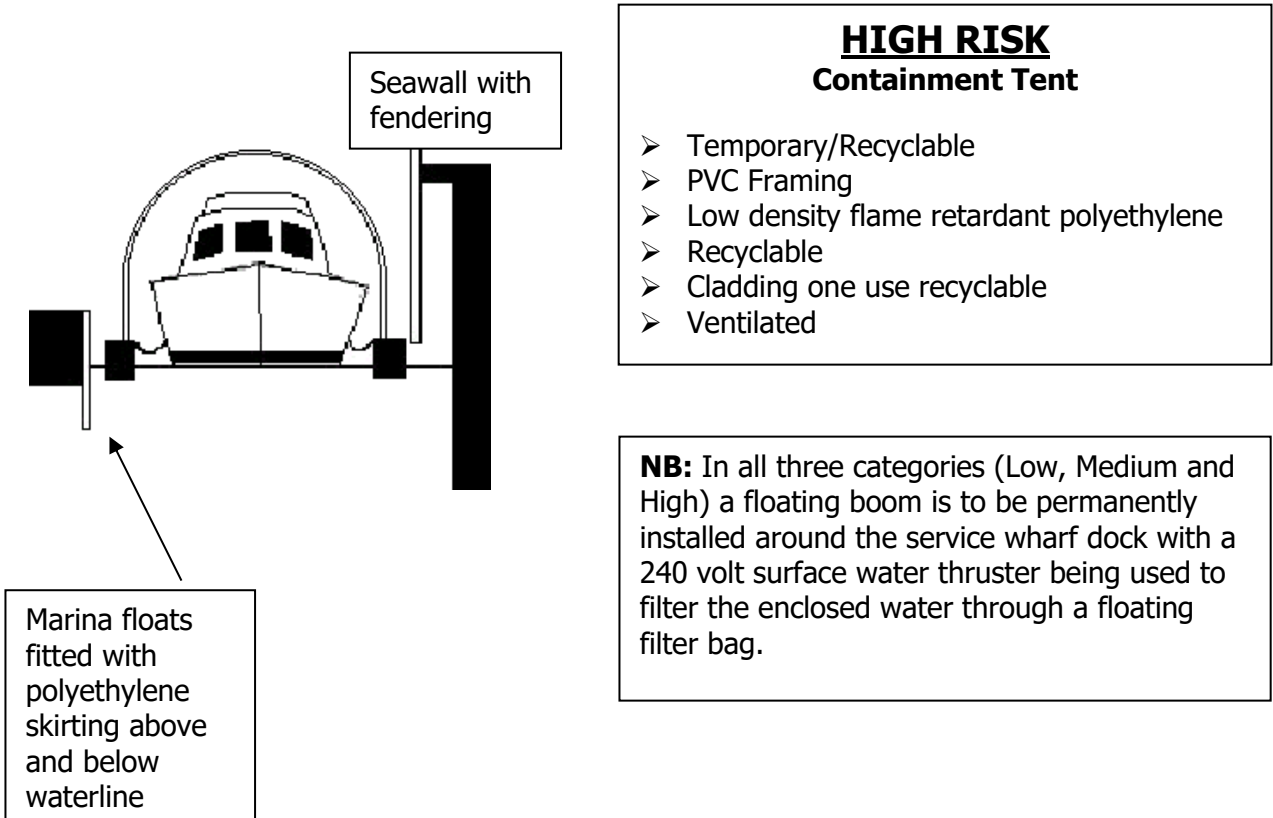 Seawall with
fendering
HIGH RISK
Containment Tent
➢ Temporary/Recyclable
➢ PVC Framing
➢ Low density flame retardant polyethylene
➢ Recyclable
➢ Cladding one use recyclable
➢ Ventilated
NB: In all three categories (Low, Medium and
High) a floating boom is to be permanently
installed around the service wharf dock with a
240 volt surface water thruster being used to
filter the enclosed water through a floating
filter bag.
Marina floats
fitted with
polyethylene
skirting above
and below
waterline